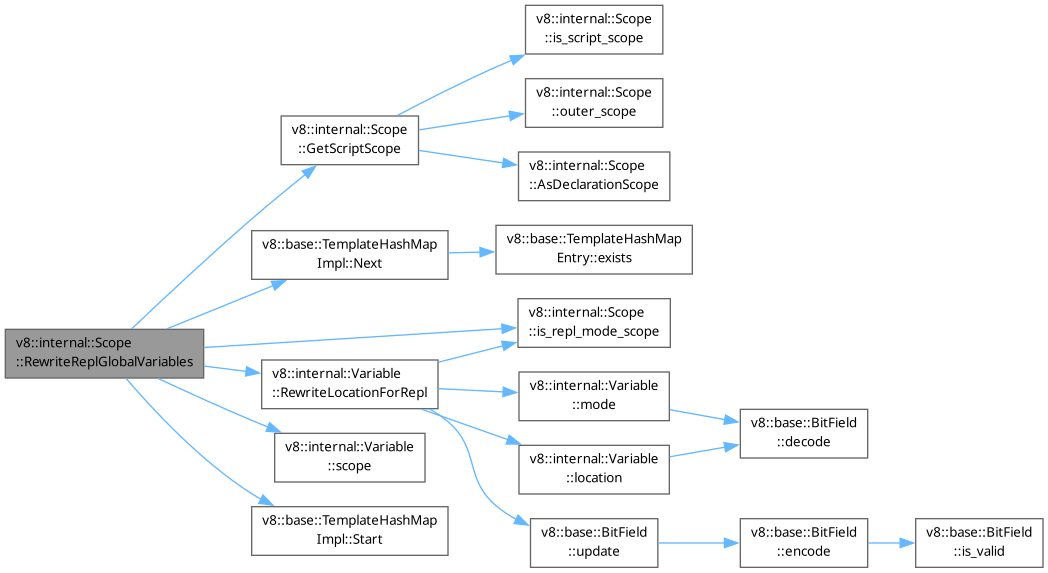 v8::internal::Scope
::RewriteReplGlobalVariables
v8::internal::Scope
::GetScriptScope
v8::internal::Scope
::is_script_scope
v8::internal::Scope
::outer_scope
v8::internal::Scope
::AsDeclarationScope
v8::base::TemplateHashMap
Impl::Next
v8::base::TemplateHashMap
Entry::exists
v8::internal::Scope
::is_repl_mode_scope
v8::internal::Variable
::RewriteLocationForRepl
v8::internal::Variable
::mode
v8::internal::Variable
::location
v8::base::BitField
::decode
v8::base::BitField
::update
v8::base::BitField
::encode
v8::base::BitField
::is_valid
v8::internal::Variable
::scope
v8::base::TemplateHashMap
Impl::Start